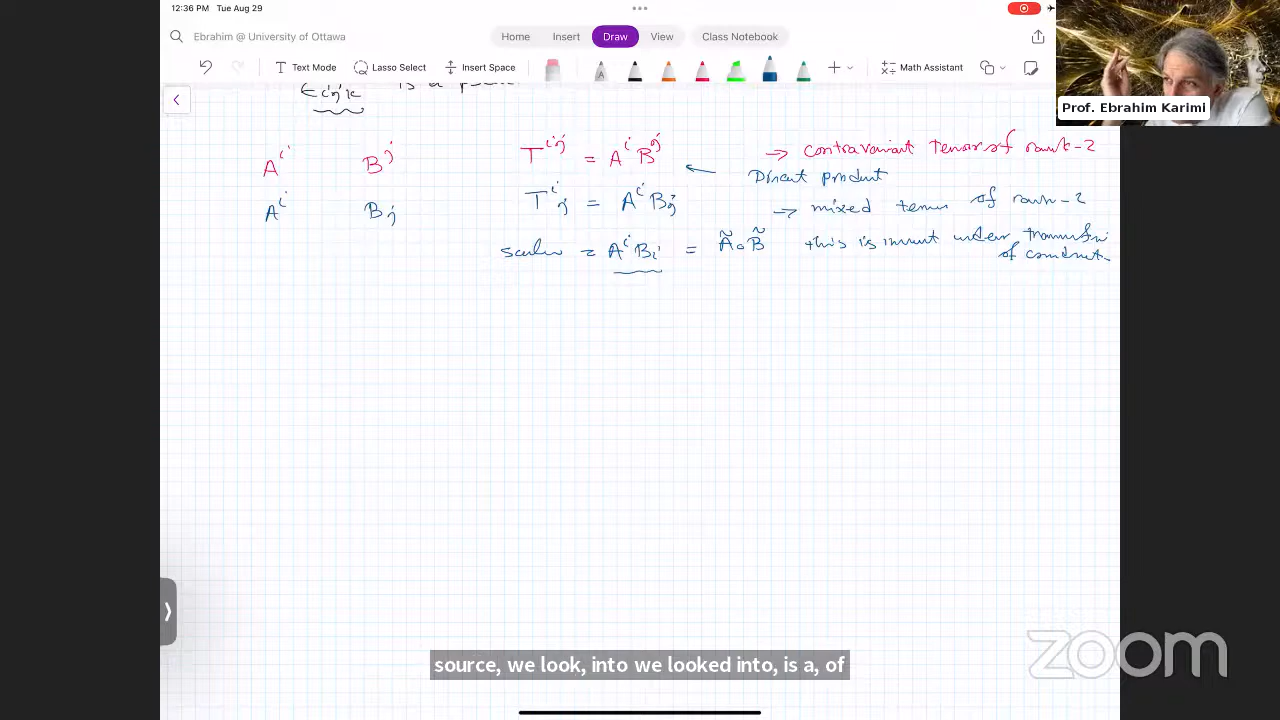 12:36 PM Tue Aug 29
Ebrahim @ University of Ottawa
Home Insert Draw View Class Notebook
Text Mode Lasso Select Insert Space Math Assistant
Prof. Ebrahim Karimi
ϵijk is a
A^i B^j T^{ij} = A^i B^j → contravariant tensor of rank-2
Direct product
A^i B_j T^i_j = A^i B_j → mixed tensor of rank-2
scalar = A^i B_i = Ã∘B̃ this is under
of
source, we look, into we looked into, is a, of
zoom